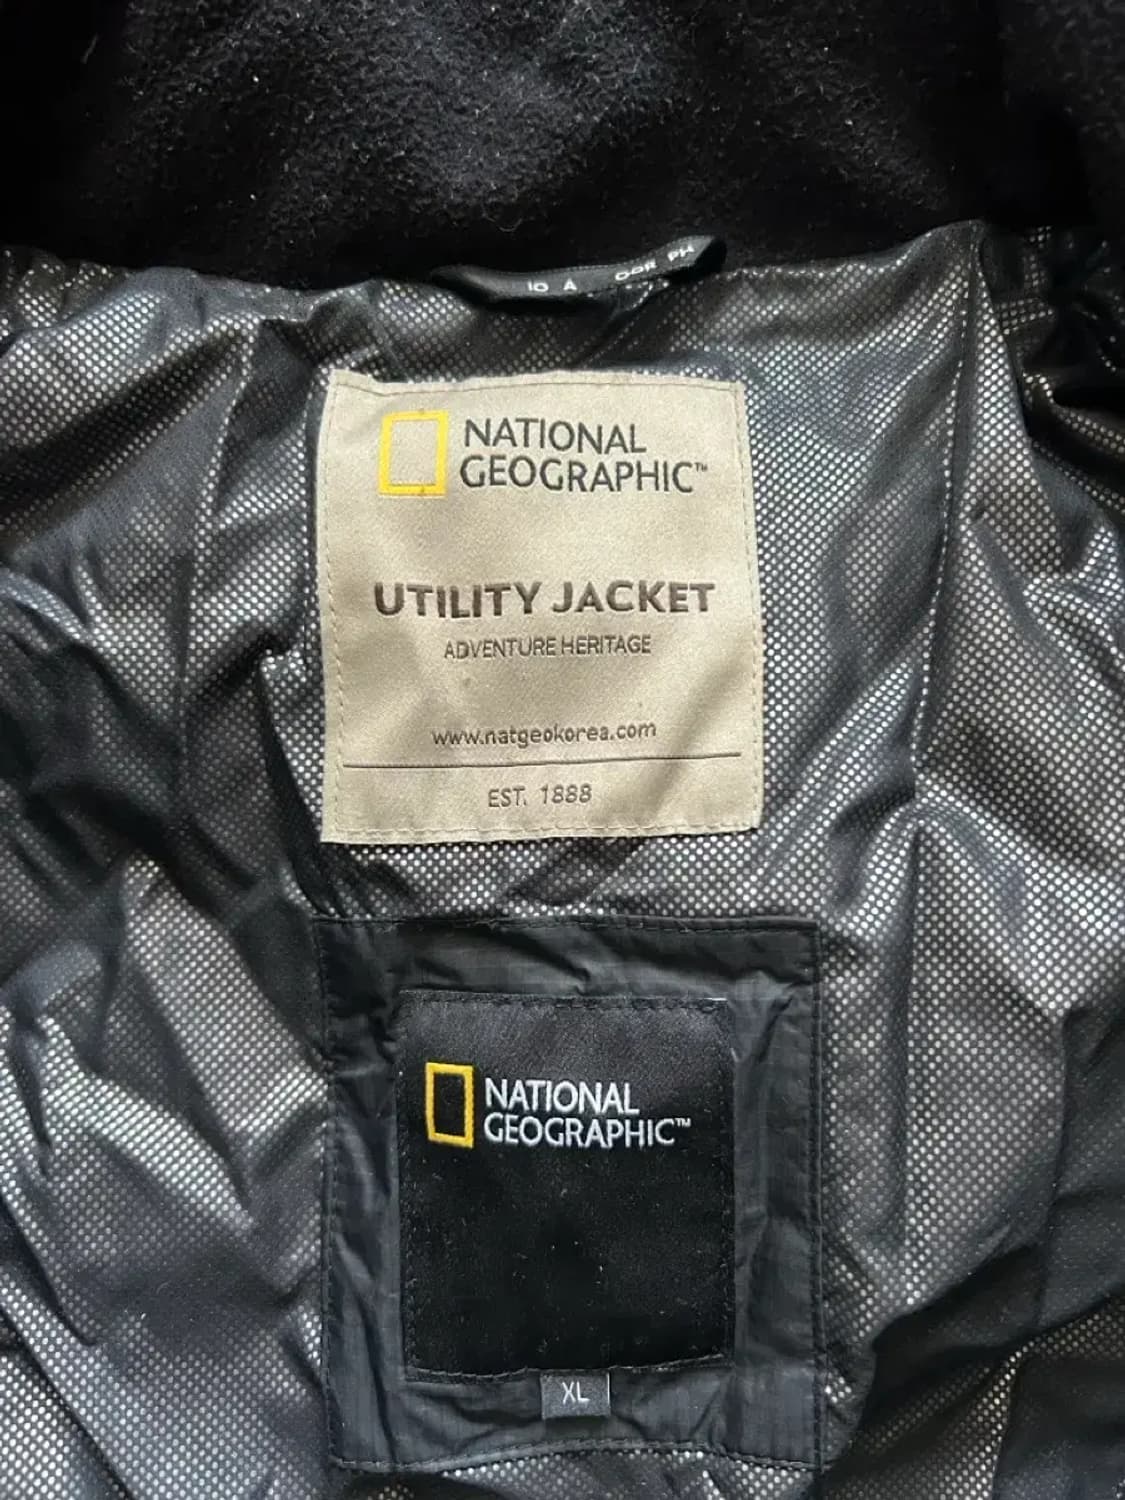 NATIONAL
GEOGRAPHIC™
UTILITY JACKET
ADVENTURE HERITAGE
www.natgeokorea.com
EST. 1888
NATIONAL
GEOGRAPHIC™
XL